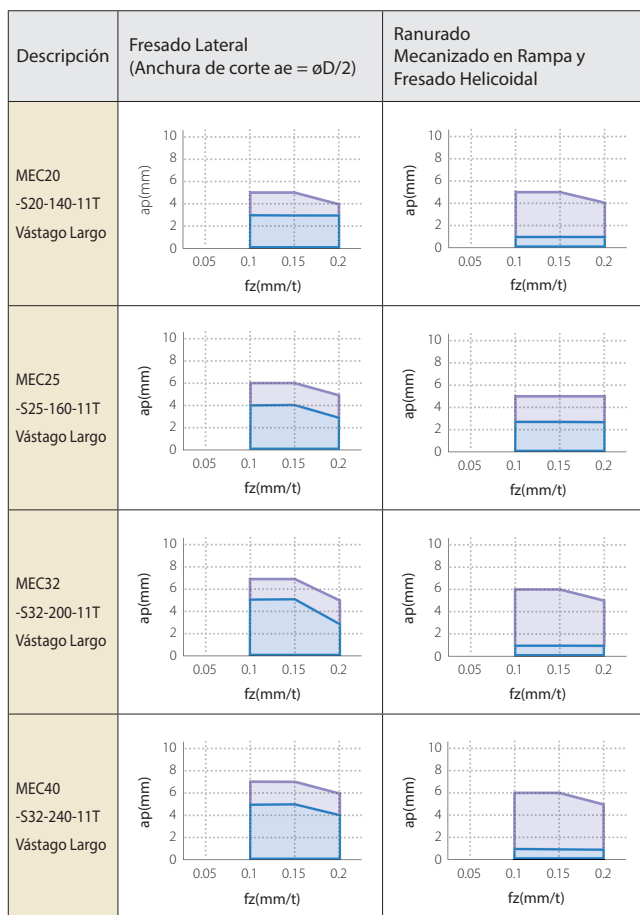 Descripción
Fresado Lateral
(Anchura de corte ae = øD/2)
Ranurado
Mecanizado en Rampa y
Fresado Helicoidal
MEC20
-S20-140-11T
Vástago Largo
ap(mm)
10
8
6
4
2
0
0.05 0.1 0.15 0.2
fz(mm/t)
ap(mm)
10
8
6
4
2
0
0.05 0.1 0.15 0.2
fz(mm/t)
MEC25
-S25-160-11T
Vástago Largo
ap(mm)
10
8
6
4
2
0
0.05 0.1 0.15 0.2
fz(mm/t)
ap(mm)
10
8
6
4
2
0
0.05 0.1 0.15 0.2
fz(mm/t)
MEC32
-S32-200-11T
Vástago Largo
ap(mm)
10
8
6
4
2
0
0.05 0.1 0.15 0.2
fz(mm/t)
ap(mm)
10
8
6
4
2
0
0.05 0.1 0.15 0.2
fz(mm/t)
MEC40
-S32-240-11T
Vástago Largo
ap(mm)
10
8
6
4
2
0
0.05 0.1 0.15 0.2
fz(mm/t)
ap(mm)
10
8
6
4
2
0
0.05 0.1 0.15 0.2
fz(mm/t)